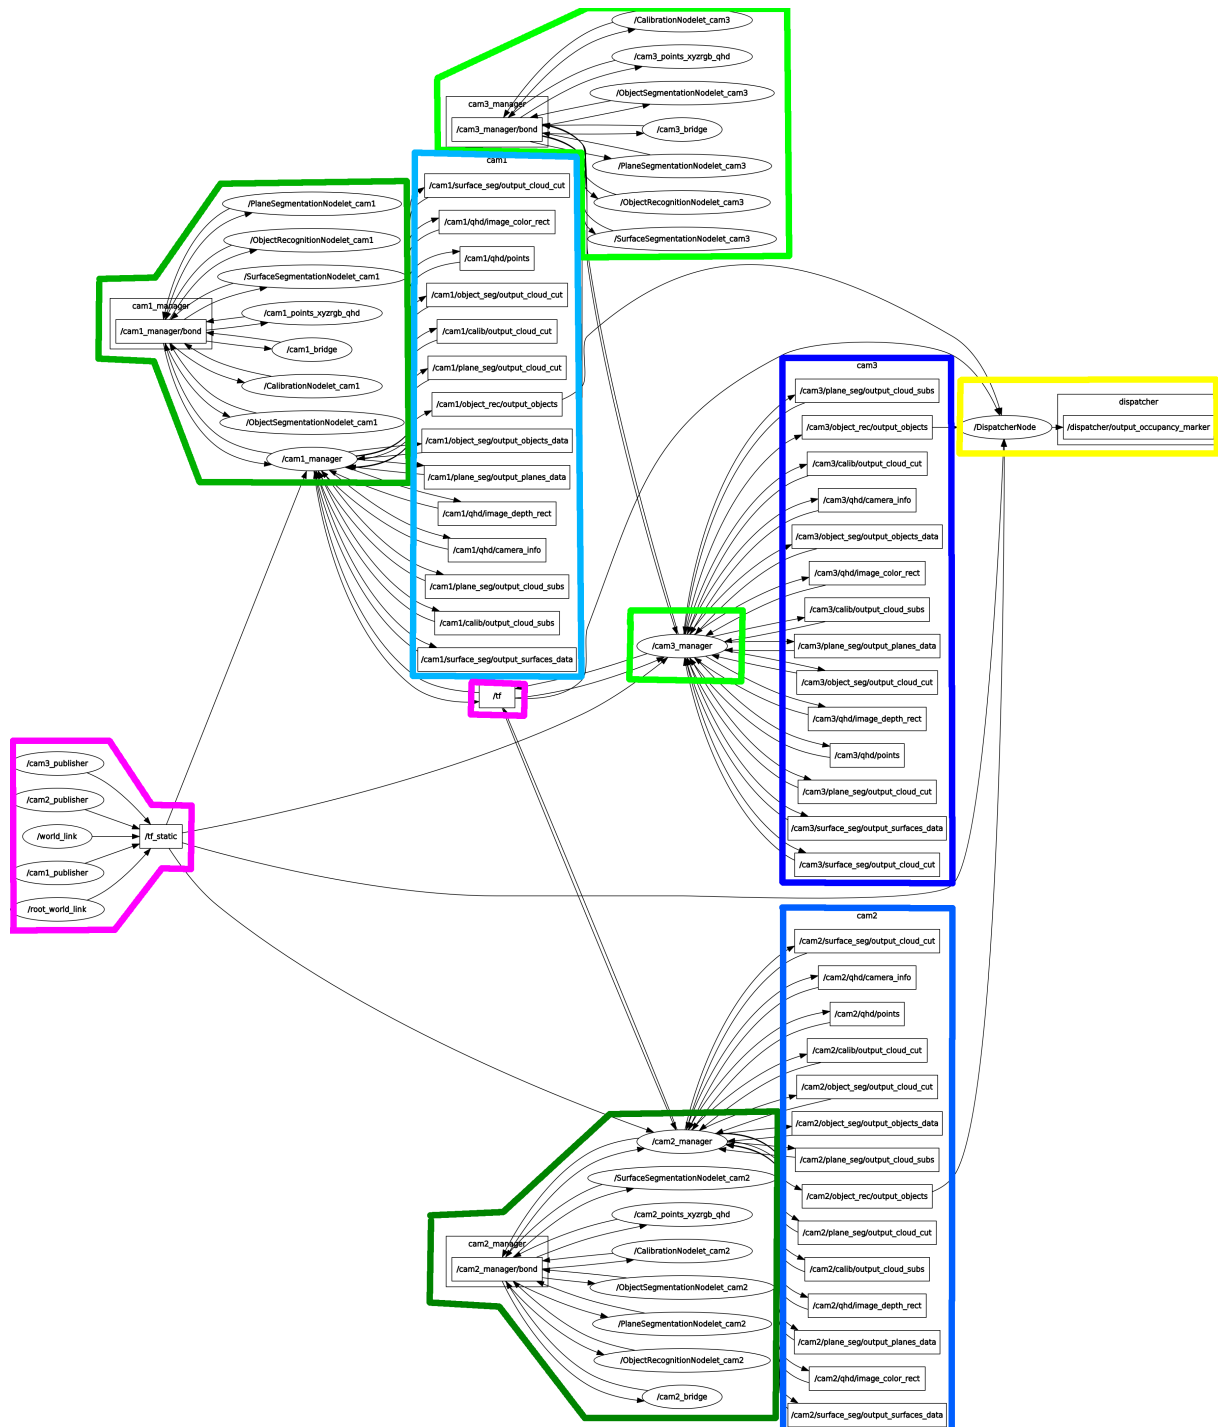 /CalibrationNodelet_cam3
/cam3_points_xyzrgb_qhd
/ObjectSegmentationNodelet_cam3
cam3_manager
/cam3_manager/bond
/cam3_bridge
/PlaneSegmentationNodelet_cam3
/ObjectRecognitionNodelet_cam3
/SurfaceSegmentationNodelet_cam3
cam1
/cam1/surface_seg/output_cloud_cut
/cam1/qhd/image_color_rect
/cam1/qhd/points
/cam1/object_seg/output_cloud_cut
/cam1/calib/output_cloud_cut
/cam1/plane_seg/output_cloud_cut
/cam1/object_rec/output_objects
/cam1/object_seg/output_objects_data
/cam1/plane_seg/output_planes_data
/cam1/qhd/image_depth_rect
/cam1/qhd/camera_info
/cam1/plane_seg/output_cloud_subs
/cam1/calib/output_cloud_subs
/cam1/surface_seg/output_surfaces_data
/PlaneSegmentationNodelet_cam1
/ObjectRecognitionNodelet_cam1
/SurfaceSegmentationNodelet_cam1
cam1_manager
/cam1_manager/bond
/cam1_points_xyzrgb_qhd
/cam1_bridge
/CalibrationNodelet_cam1
/ObjectSegmentationNodelet_cam1
/cam1_manager
cam3
/cam3/plane_seg/output_cloud_subs
/cam3/object_rec/output_objects
/cam3/calib/output_cloud_cut
/cam3/qhd/camera_info
/cam3/object_seg/output_objects_data
/cam3/qhd/image_color_rect
/cam3/calib/output_cloud_subs
/cam3/plane_seg/output_planes_data
/cam3/object_seg/output_cloud_cut
/cam3/qhd/image_depth_rect
/cam3/qhd/points
/cam3/plane_seg/output_cloud_cut
/cam3/surface_seg/output_surfaces_data
/cam3/surface_seg/output_cloud_cut
dispatcher
/DispatcherNode
/dispatcher/output_occupancy_marker
/cam3_manager
/tf
/cam3_publisher
/cam2_publisher
/world_link
/tf_static
/cam1_publisher
/root_world_link
cam2
/cam2/surface_seg/output_cloud_cut
/cam2/qhd/camera_info
/cam2/qhd/points
/cam2/calib/output_cloud_cut
/cam2/object_seg/output_cloud_cut
/cam2/object_seg/output_objects_data
/cam2/plane_seg/output_cloud_subs
/cam2/object_rec/output_objects
/cam2/plane_seg/output_cloud_cut
/cam2/calib/output_cloud_subs
/cam2/qhd/image_depth_rect
/cam2/plane_seg/output_planes_data
/cam2/qhd/image_color_rect
/cam2/surface_seg/output_surfaces_data
/cam2_manager
/SurfaceSegmentationNodelet_cam2
/cam2_points_xyzrgb_qhd
cam2_manager
/cam2_manager/bond
/CalibrationNodelet_cam2
/ObjectSegmentationNodelet_cam2
/PlaneSegmentationNodelet_cam2
/ObjectRecognitionNodelet_cam2
/cam2_bridge